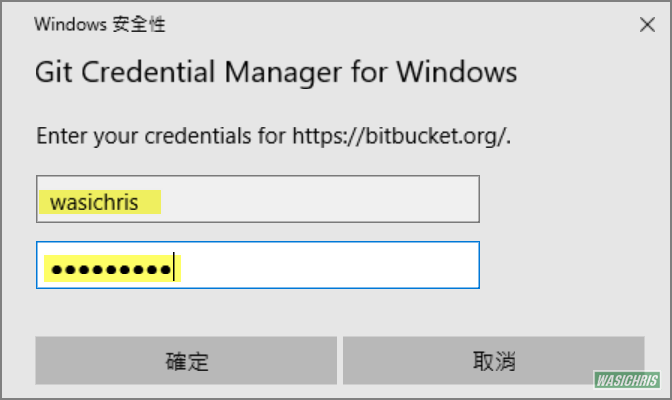 Windows 安全性
Git Credential Manager for Windows
Enter your credentials for https://bitbucket.org/.
wasichris
●●●●●●●●●
確定 取消
WASICHRIS